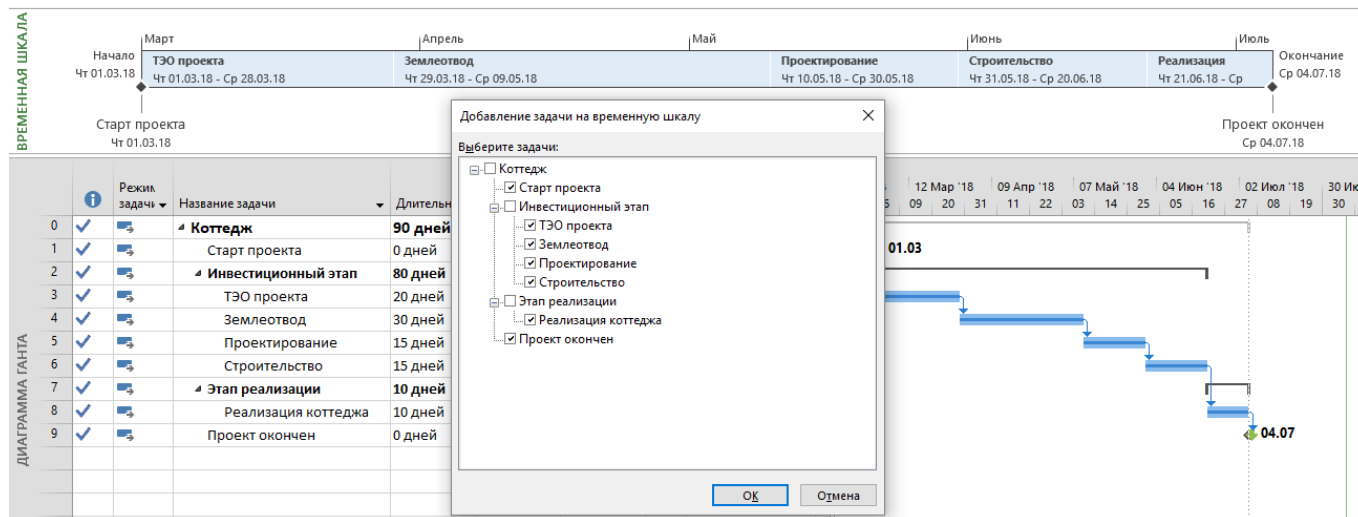 ВРЕМЕННАЯ ШКАЛА
Март
Апрель
Май
Июнь
Июль
Начало
Чт 01.03.18
ТЭО проекта
Чт 01.03.18 - Ср 28.03.18
Землеотвод
Чт 29.03.18 - Ср 09.05.18
Проектирование
Чт 10.05.18 - Ср 30.05.18
Строительство
Чт 31.05.18 - Ср 20.06.18
Реализация
Чт 21.06.18 - Ср
Окончание
Ср 04.07.18
Старт проекта
Чт 01.03.18
Проект окончен
Ср 04.07.18
Добавление задачи на временную шкалу
Выберите задачи:
Коттедж
Старт проекта
Инвестиционный этап
ТЭО проекта
Землеотвод
Проектирование
Строительство
Этап реализации
Реализация коттеджа
Проект окончен
ОК
Отмена
ДИАГРАММА ГАНТА
Режим
задачи
Название задачи
Длительн
12 Мар '18 09 Апр '18 07 Май '18 04 Июн '18 02 Июл '18 30 Ию
09 20 31 11 22 03 14 25 05 16 27 08 19 30
0 Коттедж 90 дней
1 Старт проекта 0 дней
2 Инвестиционный этап 80 дней
3 ТЭО проекта 20 дней
4 Землеотвод 30 дней
5 Проектирование 15 дней
6 Строительство 15 дней
7 Этап реализации 10 дней
8 Реализация коттеджа 10 дней
9 Проект окончен 0 дней
01.03
04.07